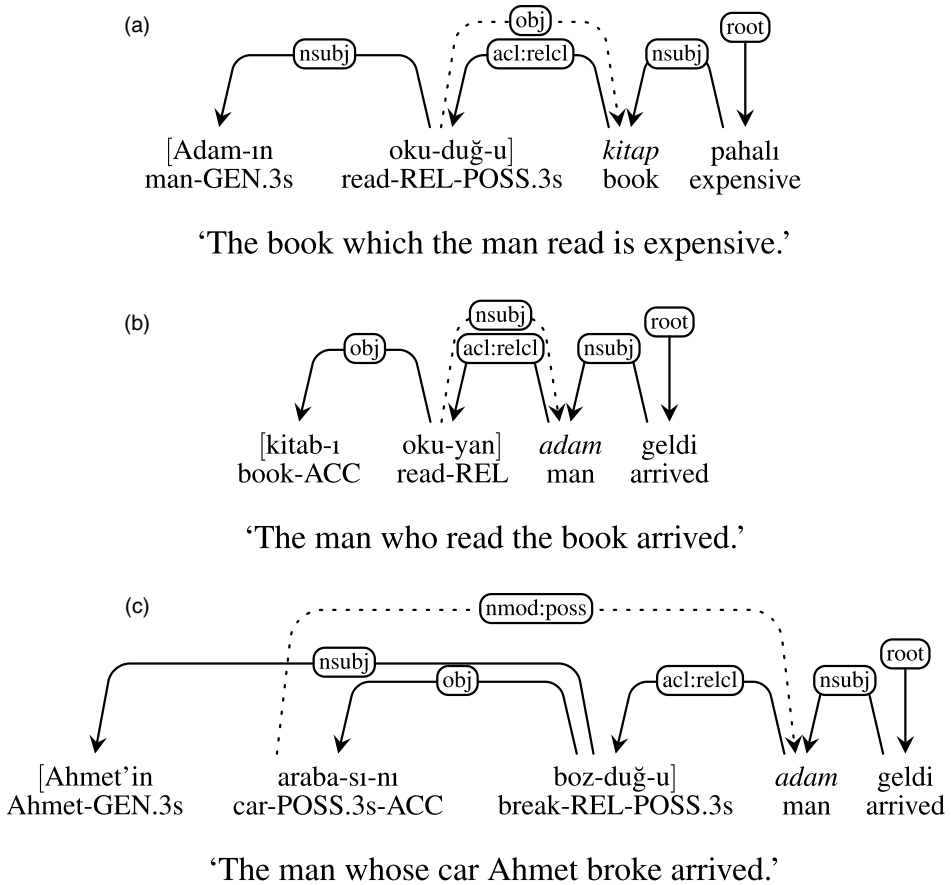 (a)
obj
root
nsubj acl:relcl nsubj
[Adam-ın oku-duğ-u] kitap pahalı
man-GEN.3s read-REL-POSS.3s book expensive
‘The book which the man read is expensive.’
(b)
nsubj root
obj acl:relcl nsubj
[kitab-ı oku-yan] adam geldi
book-ACC read-REL man arrived
‘The man who read the book arrived.’
(c)
nmod:poss
root
nsubj
obj acl:relcl nsubj
[Ahmet’in araba-sı-nı boz-duğ-u] adam geldi
Ahmet-GEN.3s car-POSS.3s-ACC break-REL-POSS.3s man arrived
‘The man whose car Ahmet broke arrived.’